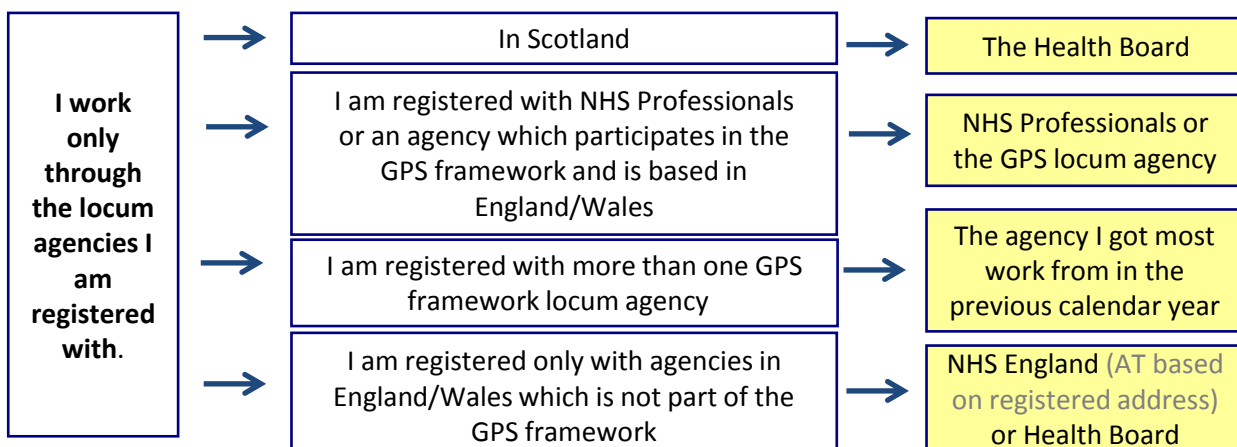 I work
only
through
the locum
agencies I
am
registered
with.
In Scotland
The Health Board
I am registered with NHS Professionals
or an agency which participates in the
GPS framework and is based in
England/Wales
NHS Professionals or
the GPS locum agency
I am registered with more than one GPS
framework locum agency
The agency I got most
work from in the
previous calendar year
I am registered only with agencies in
England/Wales which is not part of the
GPS framework
NHS England (AT based
on registered address)
or Health Board